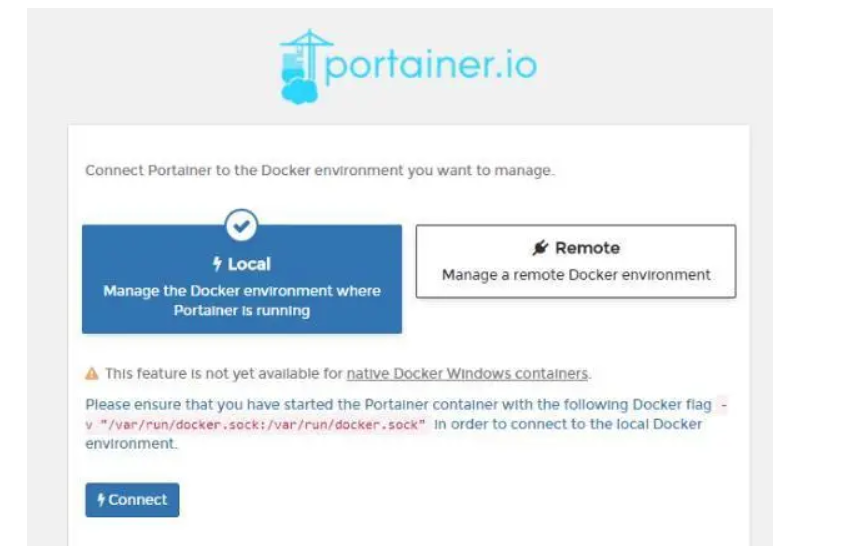 portainer.io
Connect Portainer to the Docker environment you want to manage.
Local
Manage the Docker environment where
Portainer is running
Remote
Manage a remote Docker environment
This feature is not yet available for native Docker Windows containers.
Please ensure that you have started the Portainer container with the following Docker flag -
v "/var/run/docker.sock:/var/run/docker.sock" in order to connect to the local Docker
environment.
Connect